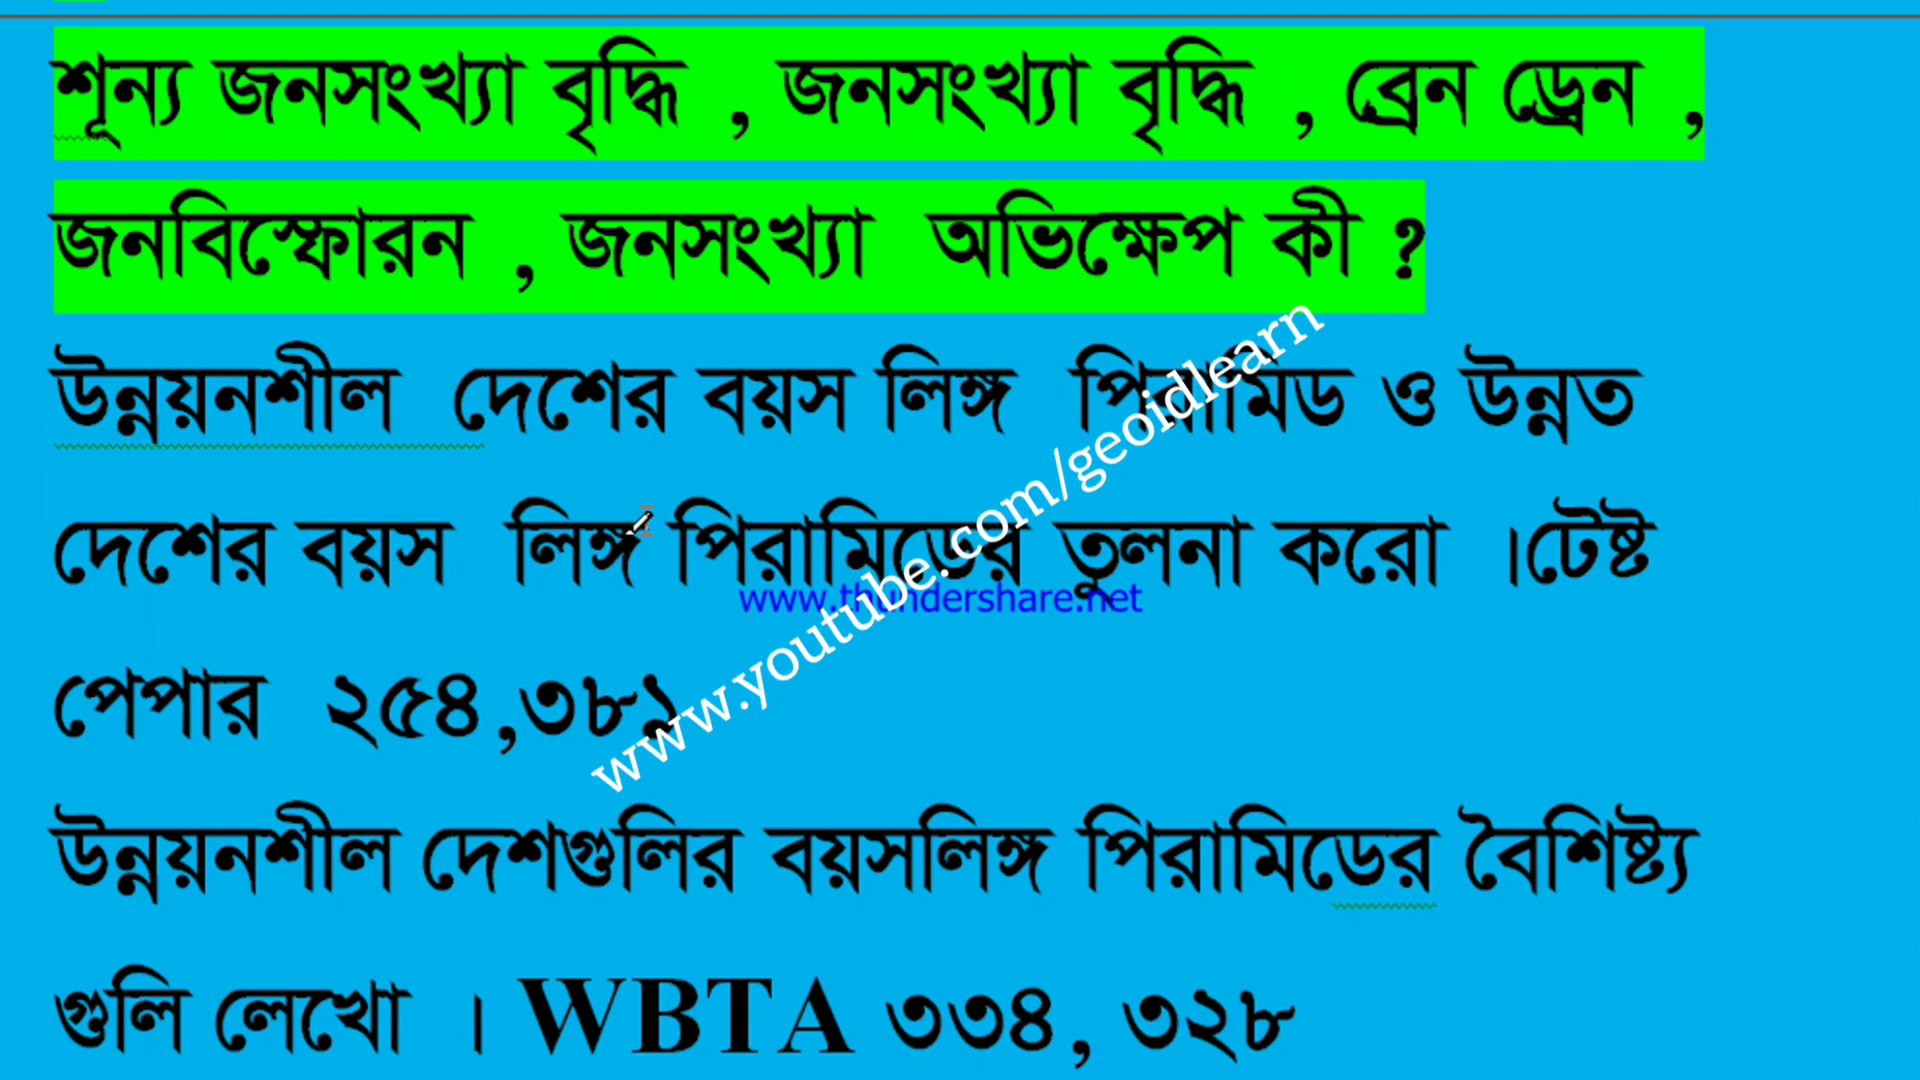 শূন্য জনসংখ্যা বৃদ্ধি , জনসংখ্যা বৃদ্ধি , ব্রেন ড্রেন ,
জনবিস্ফোরন , জনসংখ্যা অভিক্ষেপ কী ?
উন্নয়নশীল দেশের বয়স লিঙ্গ পিরামিড ও উন্নত
দেশের বয়স লিঙ্গ পিরামিডের তুলনা করো ।টেষ্ট
পেপার ২৫৪,৩৮১
উন্নয়নশীল দেশগুলির বয়সলিঙ্গ পিরামিডের বৈশিষ্ট্য
গুলি লেখো । WBTA ৩৩৪, ৩২৮
www.youtube.com/geoidlearn
www.thundershare.net